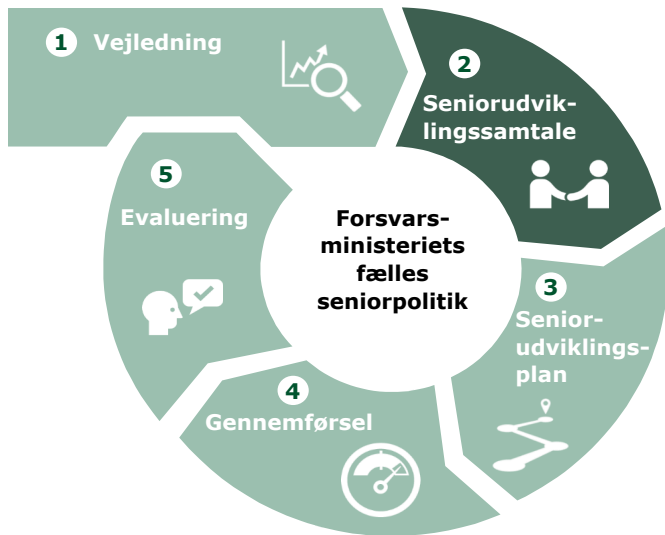 1 Vejledning
2
Seniorudvik-
lingssamtale
3
Senior-
udviklings-
plan
4
Gennemførsel
5
Evaluering
Forsvars-
ministeriets
fælles
seniorpolitik